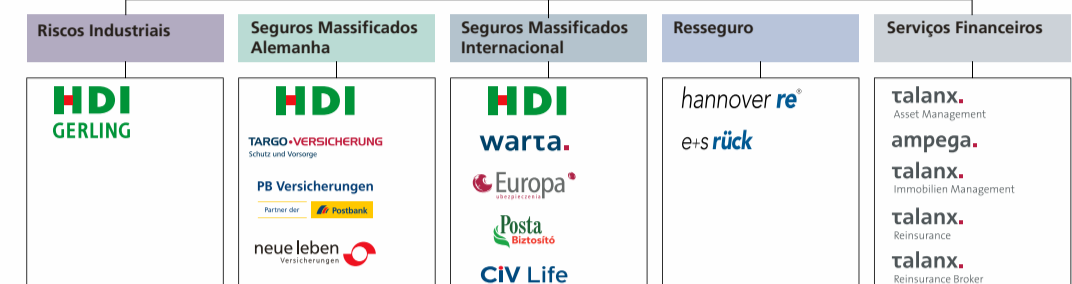 Riscos Industriais
HDI
GERLING
Seguros Massificados
Alemanha
HDI
TARGO•VERSICHERUNG
Schutz und Vorsorge
PB Versicherungen
Partner der Postbank
neue leben
Versicherungen
Seguros Massificados
Internacional
HDI
warta.
Europa
ubezpieczenia
Posta
Biztosító
CiV Life
Resseguro
hannover re®
e+s rück
Serviços Financeiros
talanx.
Asset Management
ampega.
talanx.
Immobilien Management
talanx.
Reinsurance
talanx.
Reinsurance Broker